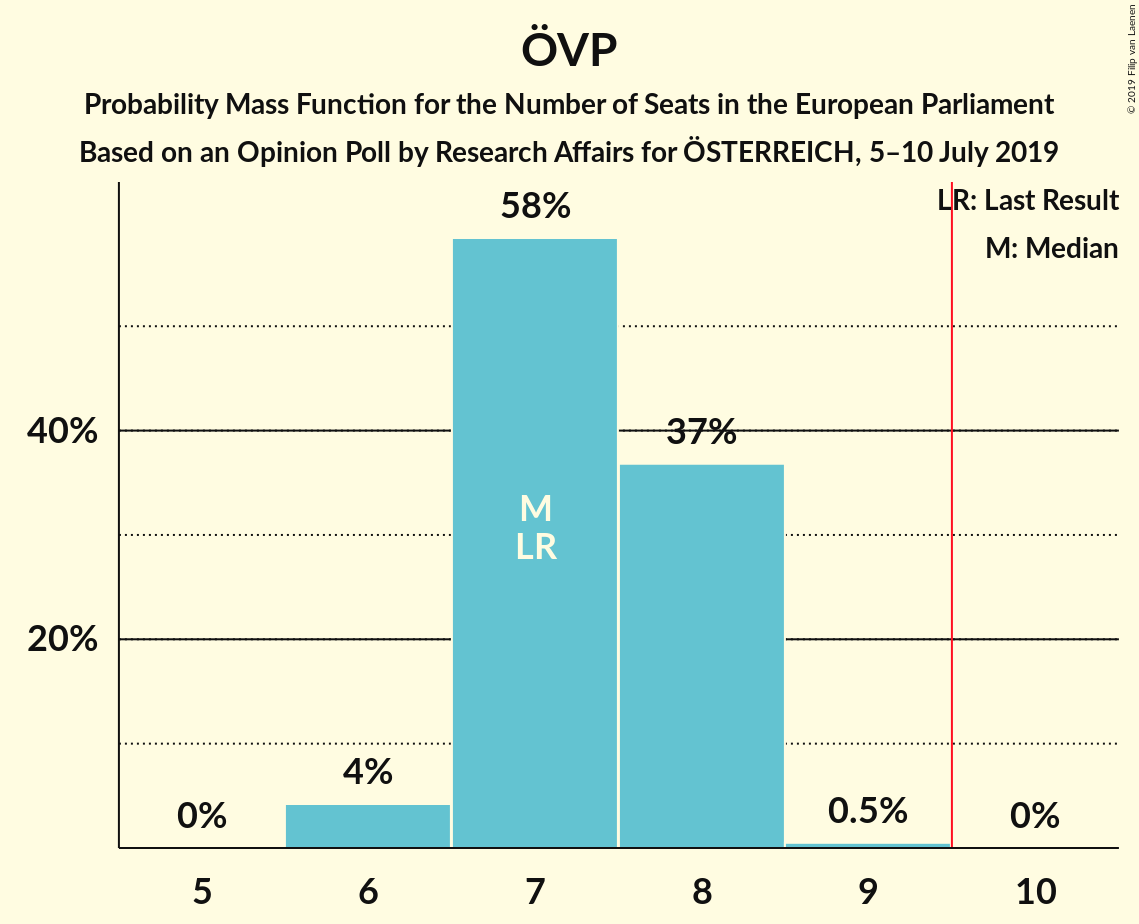 ÖVP
Probability Mass Function for the Number of Seats in the European Parliament
Based on an Opinion Poll by Research Affairs for ÖSTERREICH, 5–10 July 2019
© 2019 Filip van Laenen
LR: Last Result
M: Median
58%
40%
37%
M
LR
20%
4%
0%
0.5%
0%
5
6
7
8
9
10